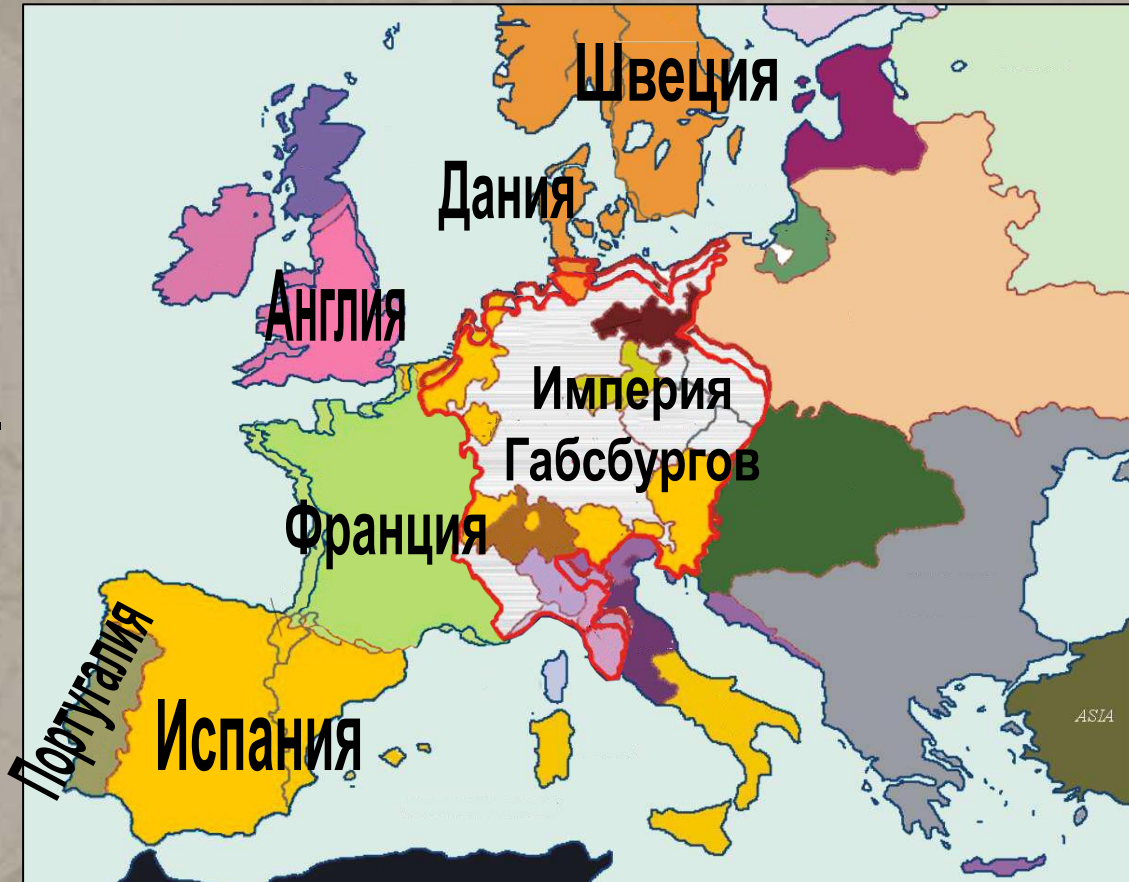 Швеция
Дания
Англия
Империя
Габсбургов
Франция
Португалия
Испания
ASIA